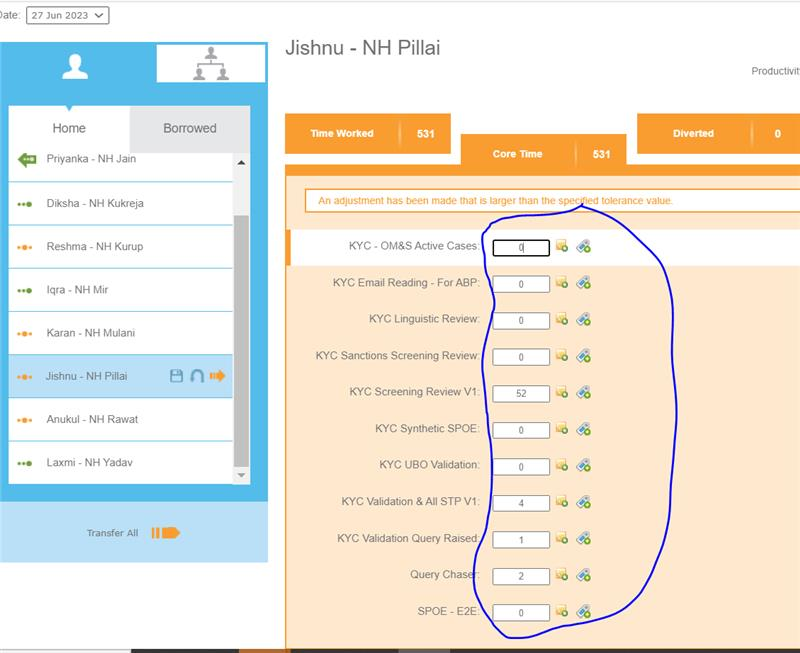 Date: 27 Jun 2023
Jishnu - NH Pillai
Productivity
Home
Borrowed
Priyanka - NH Jain
Diksha - NH Kukreja
Reshma - NH Kurup
Iqra - NH Mir
Karan - NH Mulani
Jishnu - NH Pillai
Anukul - NH Rawat
Laxmi - NH Yadav
Transfer All
Time Worked 531
Core Time 531
Diverted 0
An adjustment has been made that is larger than the specified tolerance value.
KYC - OM&S Active Cases: 0
KYC Email Reading - For ABP: 0
KYC Linguistic Review: 0
KYC Sanctions Screening Review: 0
KYC Screening Review V1: 52
KYC Synthetic SPOE: 0
KYC UBO Validation: 0
KYC Validation & All STP V1: 4
KYC Validation Query Raised: 1
Query Chaser: 2
SPOE - E2E: 0